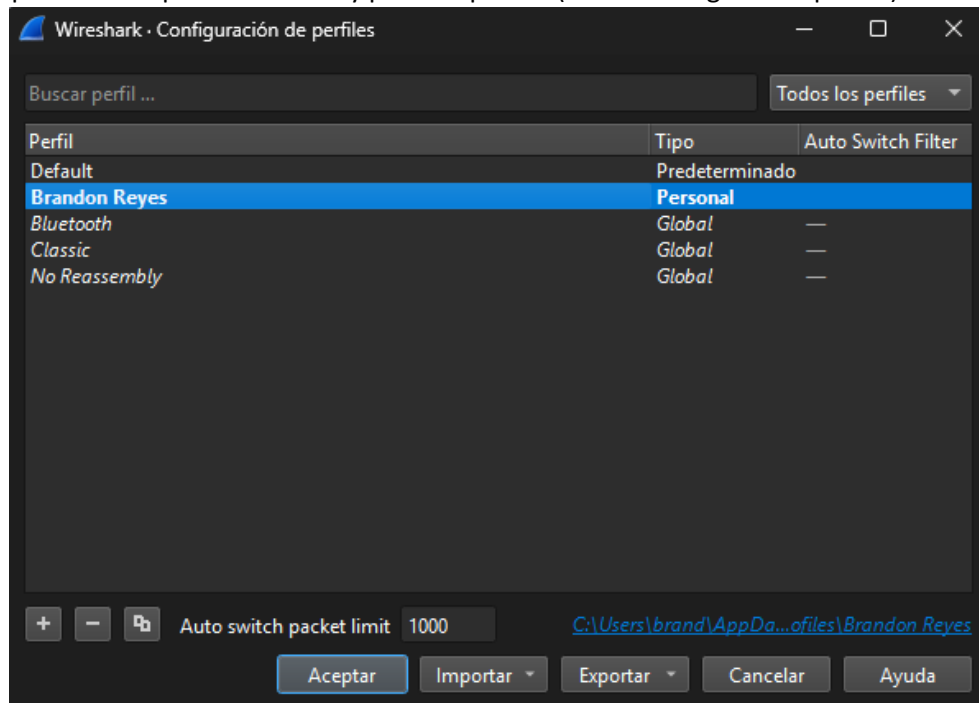 Wireshark · Configuración de perfiles
Buscar perfil ... Todos los perfiles
Perfil Tipo Auto Switch Filter
Default Predeterminado
Brandon Reyes Personal
Bluetooth Global —
Classic Global —
No Reassembly Global —
Auto switch packet limit 1000 C:\Users\brand\AppDa...ofiles\Brandon Reyes
Aceptar Importar Exportar Cancelar Ayuda